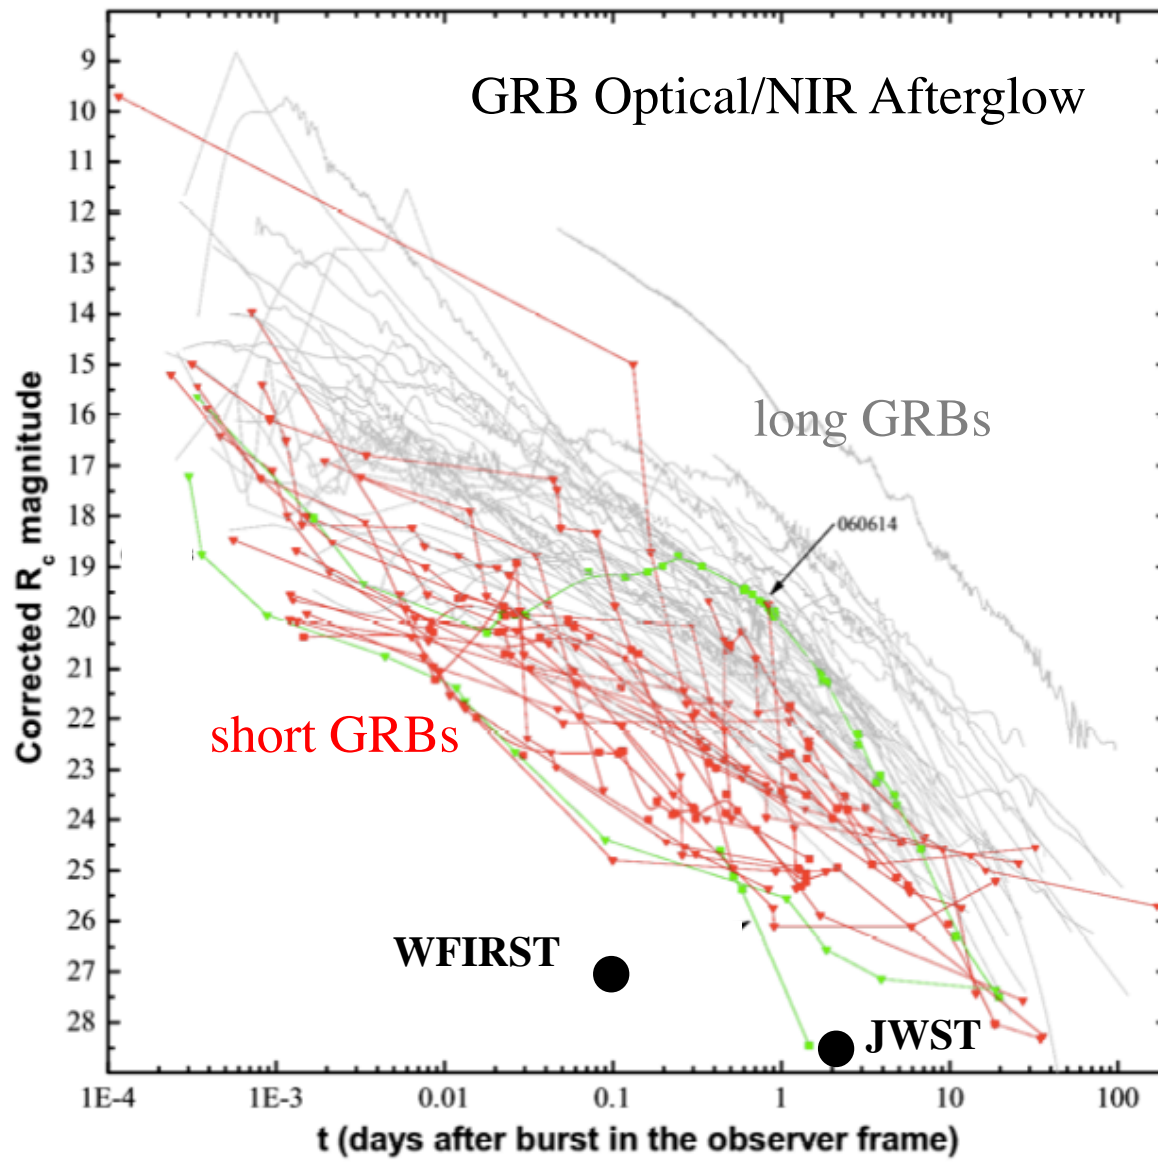 GRB Optical/NIR Afterglow
long GRBs
060614
short GRBs
WFIRST
JWST
Corrected R_c magnitude
9
10
11
12
13
14
15
16
17
18
19
20
21
22
23
24
25
26
27
28
1E-4 1E-3 0.01 0.1 1 10 100
t (days after burst in the observer frame)